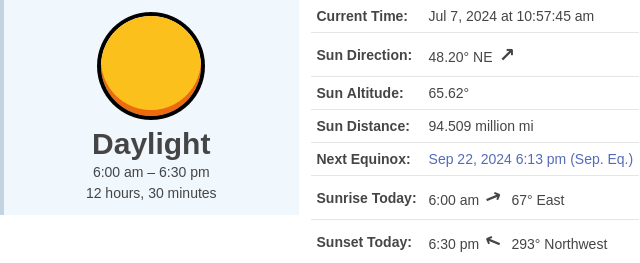 Daylight
6:00 am – 6:30 pm
12 hours, 30 minutes
Current Time: Jul 7, 2024 at 10:57:45 am
Sun Direction: 48.20° NE ↗
Sun Altitude: 65.62°
Sun Distance: 94.509 million mi
Next Equinox: Sep 22, 2024 6:13 pm (Sep. Eq.)
Sunrise Today: 6:00 am ↗ 67° East
Sunset Today: 6:30 pm ↖ 293° Northwest